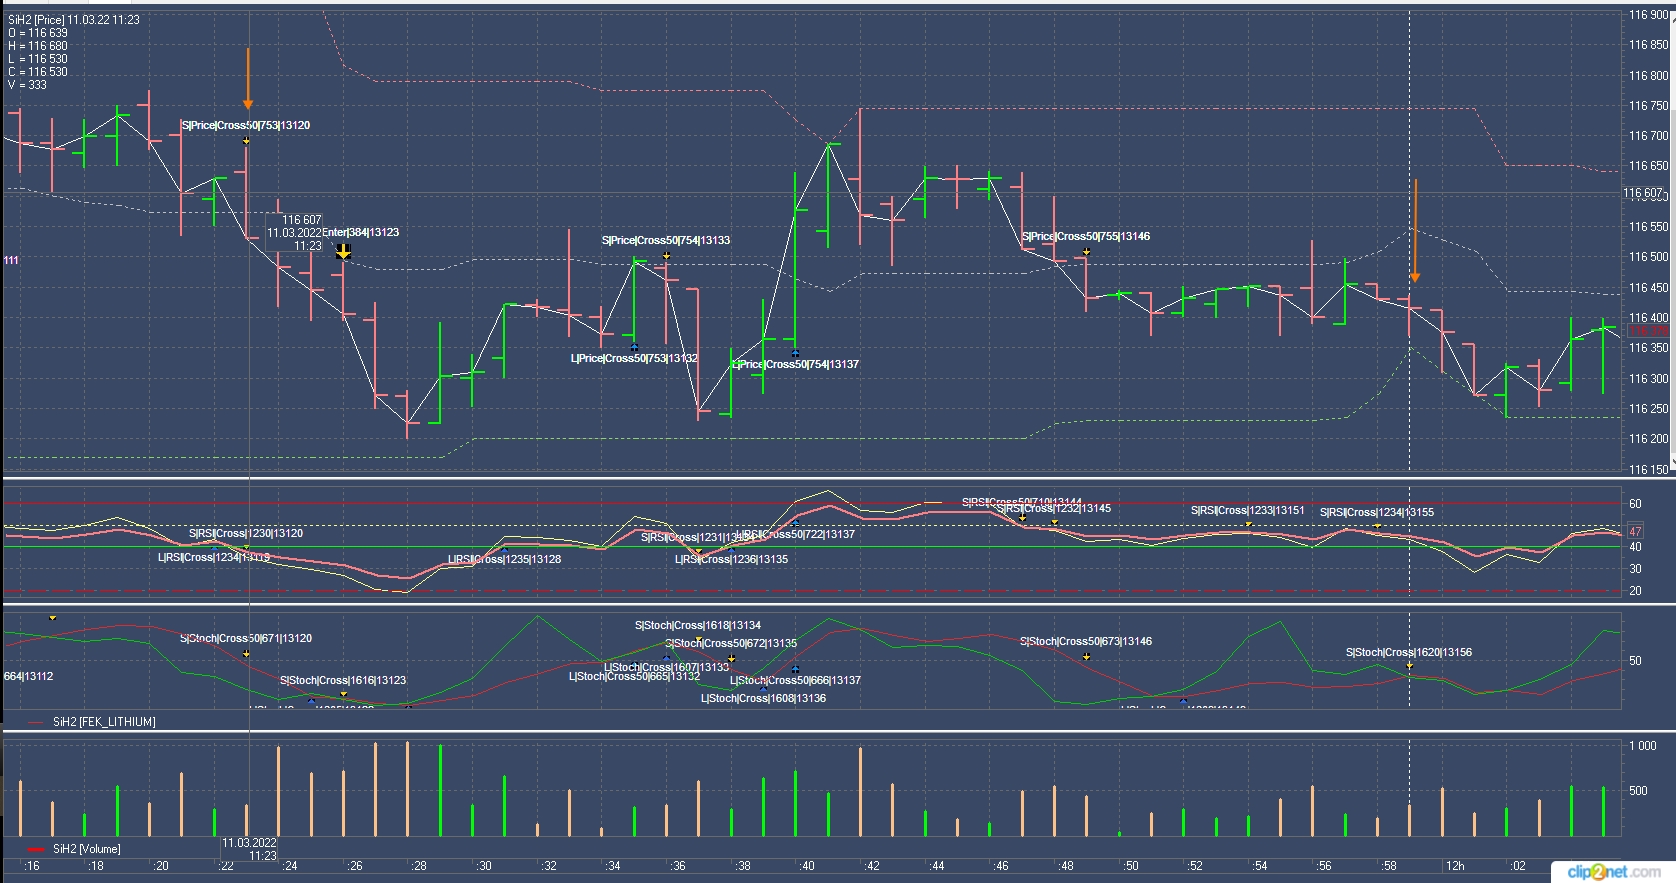 SiH2 [Price] 11.03.22 11:23
O = 116 639
H = 116 680
L = 116 530
C = 116 530
V = 333
116 900
116 850
116 800
116 750
116 700
116 650
116 607
116 550
116 500
116 450
116 400
116 350
116 300
116 250
116 200
116 150
S|Price|Cross50|753|13120
116 607
11.03.2022
11:23
Enter|384|13123
111
S|Price|Cross50|754|13133
S|Price|Cross50|755|13146
L|Price|Cross50|753|13132
L|Price|Cross50|754|13137
60
47
40
30
20
S|RSI|Cross50|710|13144
S|RSI|Cross|1232|13145
S|RSI|Cross|1233|13151
S|RSI|Cross|1234|13155
S|RSI|Cross|1230|13120
L|RSI|Cross|1234|13119
L|RSI|Cross|1235|13128
L|RSI|Cross50|722|13137
L|RSI|Cross|1236|13135
S|Stoch|Cross|1618|13134
S|Stoch|Cross50|671|13120
S|Stoch|Cross50|672|13135
S|Stoch|Cross50|673|13146
S|Stoch|Cross|1620|13156
50
L|Stoch|Cross|1607|13133
664|13112
S|Stoch|Cross|1616|13123
L|Stoch|Cross50|665|13132
L|Stoch|Cross50|666|13137
L|Stoch|Cross|1608|13136
SiH2 [FEK_LITHIUM]
1 000
500
SiH2 [Volume]
11.03.2022
11:23
:16 :18 :20 :22 :24 :26 :28 :30 :32 :34 :36 :38 :40 :42 :44 :46 :48 :50 :52 :54 :56 :58 12h :02
clip2net.com